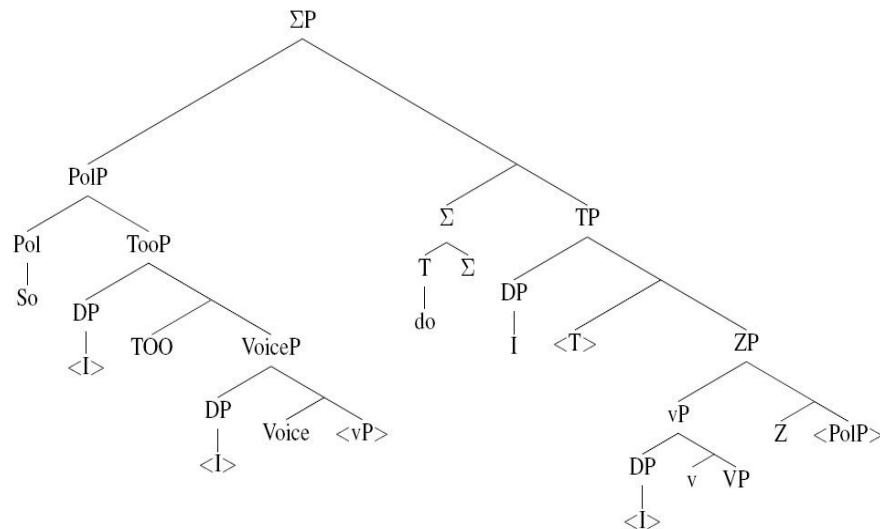 ΣP
PolP
Σ TP
Pol TooP
T Σ
So
DP
DP
do
<I> TOO VoiceP
I <T> ZP
DP
vP
Voice <vP>
Z <PolP>
<I>
DP v VP
<I>